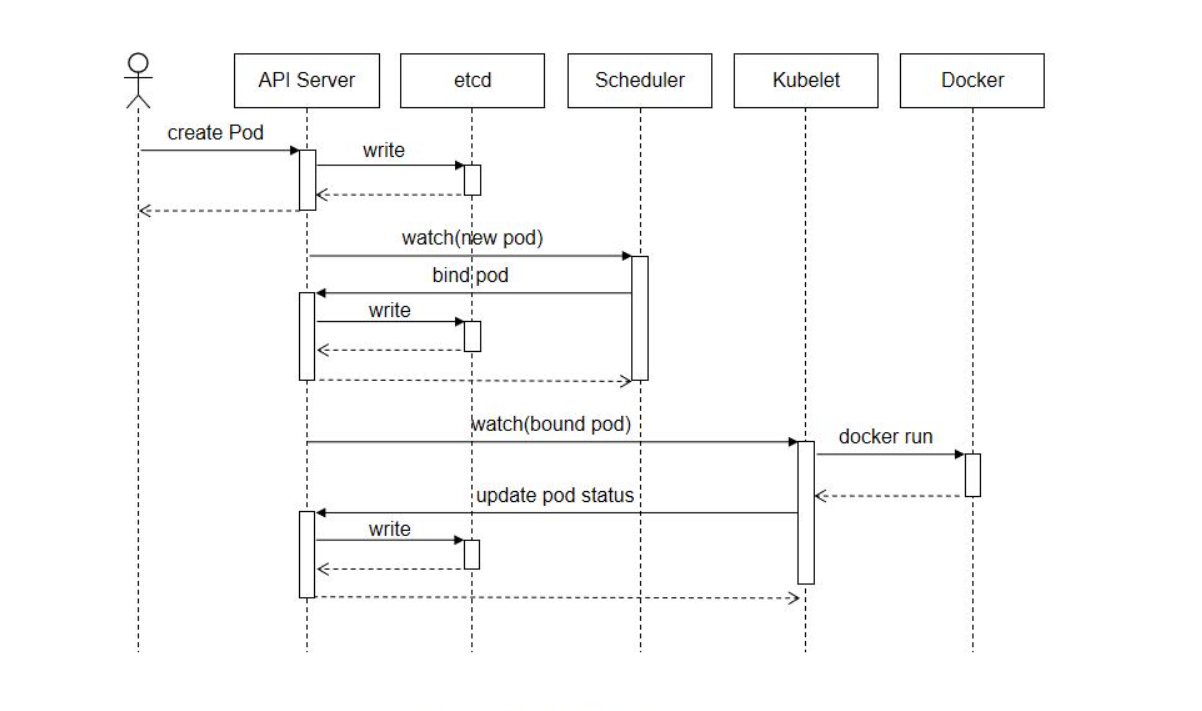 API Server
etcd
Scheduler
Kubelet
Docker
create Pod
write
watch(new pod)
bind pod
write
watch(bound pod)
docker run
update pod status
write